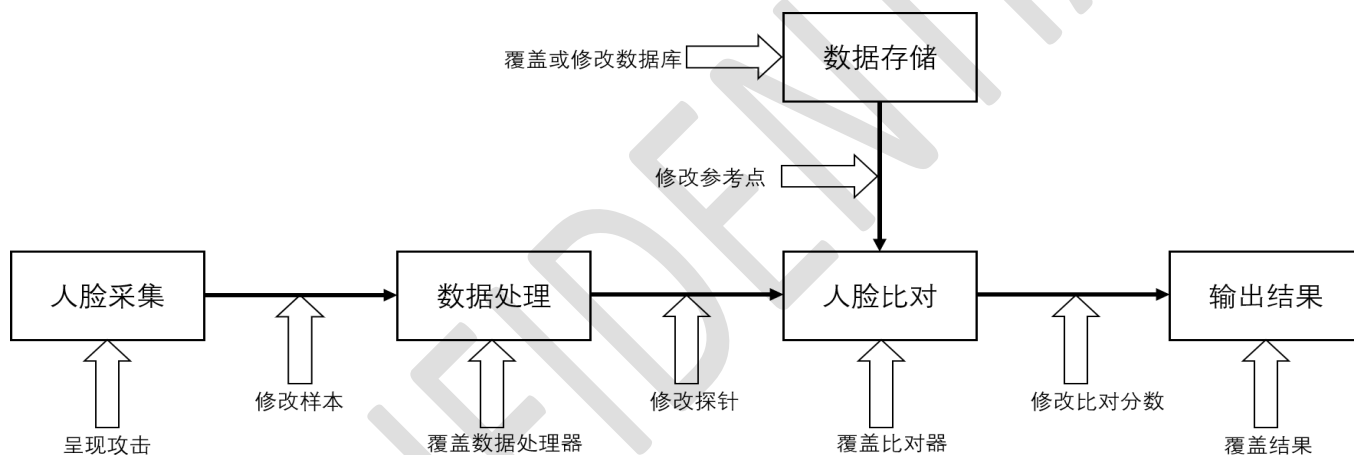 覆盖或修改数据库
数据存储
修改参考点
人脸采集
数据处理
人脸比对
输出结果
修改样本
修改探针
修改比对分数
呈现攻击
覆盖数据处理器
覆盖比对器
覆盖结果